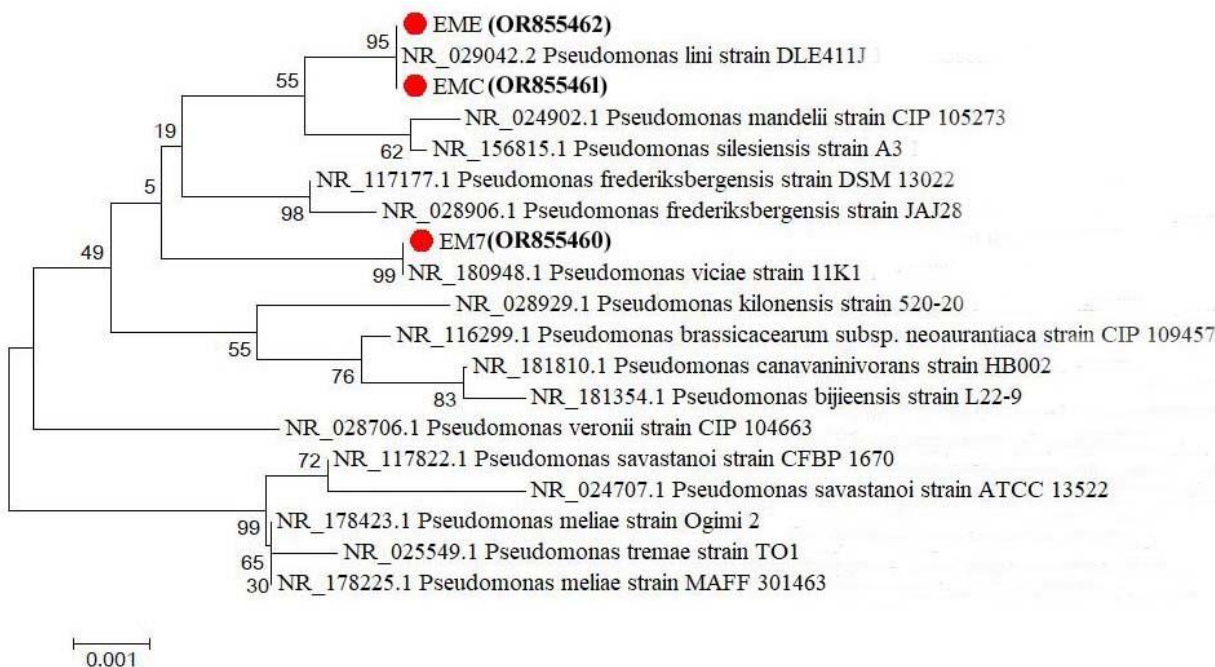 95
EME (OR855462)
NR_029042.2 Pseudomonas lini strain DLE411J
EMC (OR855461)
55
NR_024902.1 Pseudomonas mandelii strain CIP 105273
62
NR_156815.1 Pseudomonas silesiensis strain A3
19
NR_117177.1 Pseudomonas frederiksbergensis strain DSM 13022
98
NR_028906.1 Pseudomonas frederiksbergensis strain JAJ28
5
EM7(OR855460)
99
NR_180948.1 Pseudomonas viciae strain 11K1
49
NR_028929.1 Pseudomonas kilonensis strain 520-20
55
NR_116299.1 Pseudomonas brassicacearum subsp. neoaurantiaca strain CIP 109457
76
NR_181810.1 Pseudomonas canavaninivorans strain HB002
83
NR_181354.1 Pseudomonas bijieensis strain L22-9
NR_028706.1 Pseudomonas veronii strain CIP 104663
72
NR_117822.1 Pseudomonas savastanoi strain CFBP 1670
NR_024707.1 Pseudomonas savastanoi strain ATCC 13522
99
NR_178423.1 Pseudomonas meliae strain Ogimi 2
65
NR_025549.1 Pseudomonas tremae strain TO1
30
NR_178225.1 Pseudomonas meliae strain MAFF 301463
0.001